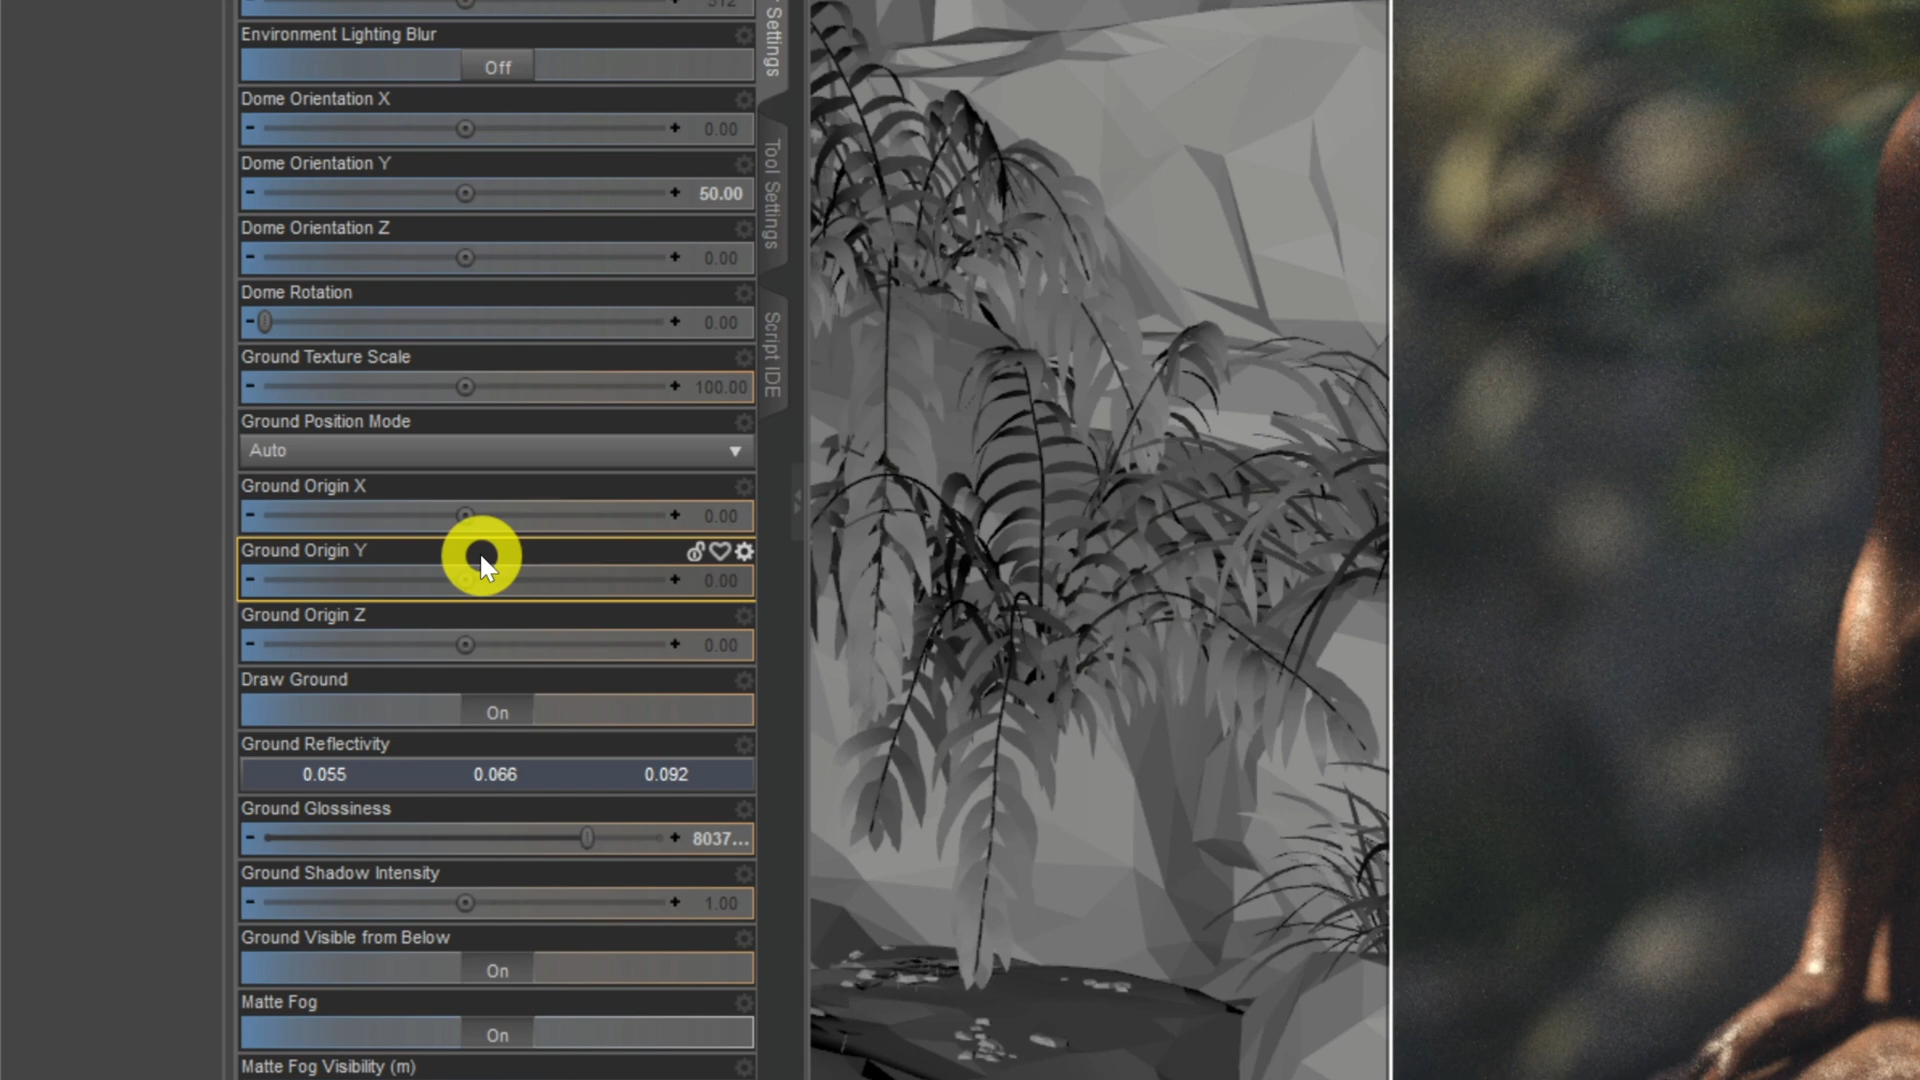 512
Environment Lighting Blur
Off
Dome Orientation X
- + 0.00
Dome Orientation Y
- + 50.00
Dome Orientation Z
- + 0.00
Dome Rotation
- + 0.00
Ground Texture Scale
- + 100.00
Ground Position Mode
Auto
Ground Origin X
- + 0.00
Ground Origin Y
- + 0.00
Ground Origin Z
- + 0.00
Draw Ground
On
Ground Reflectivity
0.055 0.066 0.092
Ground Glossiness
- + 8037...
Ground Shadow Intensity
- + 1.00
Ground Visible from Below
On
Matte Fog
On
Matte Fog Visibility (m)
Settings
Tool Settings
Script IDE